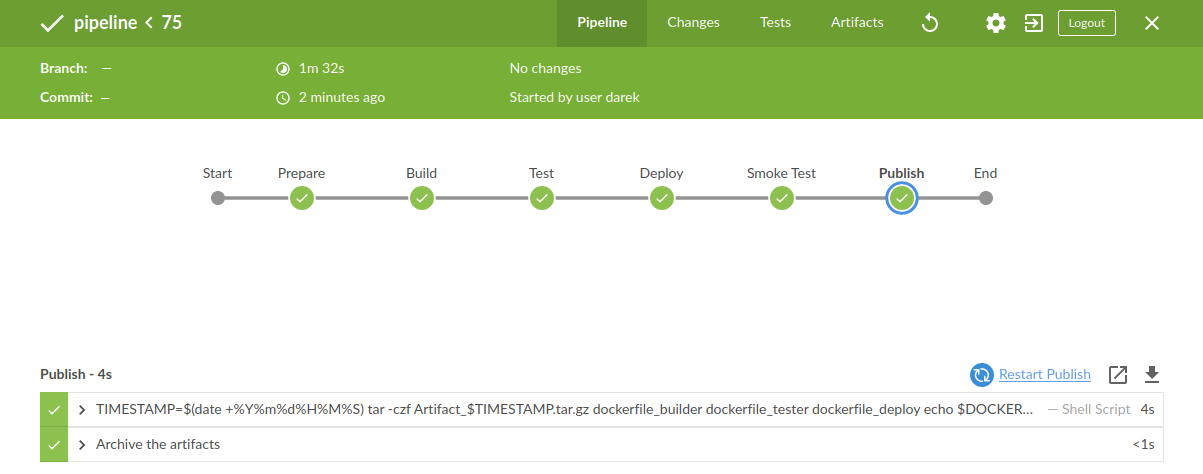 pipeline < 75 Pipeline Changes Tests Artifacts Logout
Branch: — 1m 32s No changes
Commit: — 2 minutes ago Started by user darek
Start Prepare Build Test Deploy Smoke Test Publish End
Publish - 4s Restart Publish
TIMESTAMP=$(date +%Y%m%d%H%M%S) tar -czf Artifact_$TIMESTAMP.tar.gz dockerfile_builder dockerfile_tester dockerfile_deploy echo $DOCKER... — Shell Script 4s
Archive the artifacts <1s